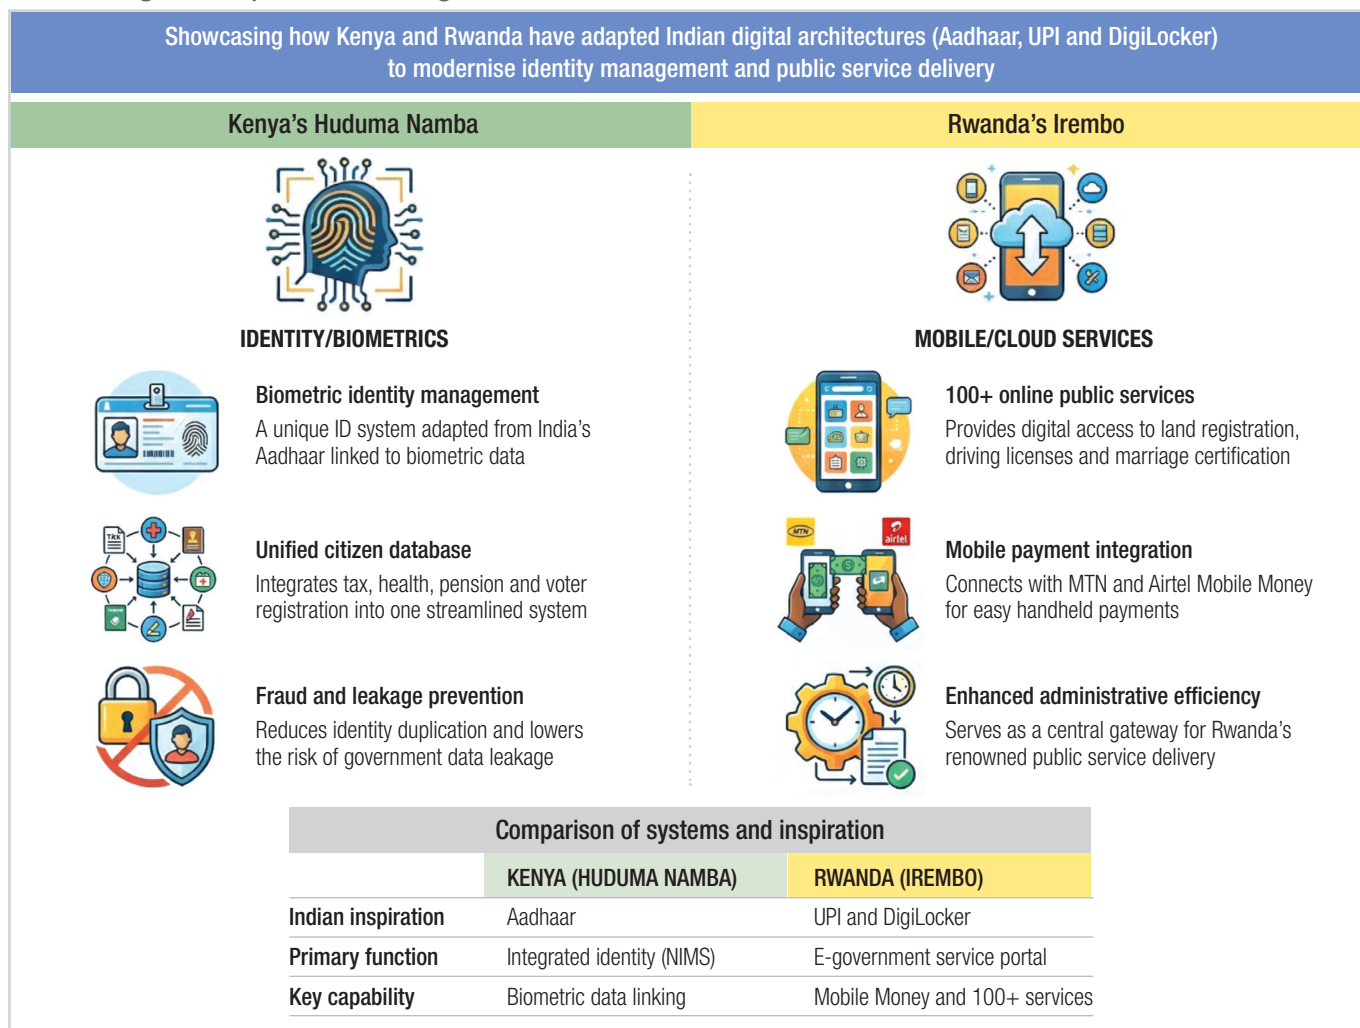 Showcasing how Kenya and Rwanda have adapted Indian digital architectures (Aadhaar, UPI and DigiLocker)
to modernise identity management and public service delivery
Kenya's Huduma Namba
Rwanda's Irembo
IDENTITY/BIOMETRICS
MOBILE/CLOUD SERVICES
Biometric identity management
A unique ID system adapted from India's
Aadhaar linked to biometric data
100+ online public services
Provides digital access to land registration,
driving licenses and marriage certification
Unified citizen database
Integrates tax, health, pension and voter
registration into one streamlined system
MTN
airtel
Mobile payment integration
Connects with MTN and Airtel Mobile Money
for easy handheld payments
Fraud and leakage prevention
Reduces identity duplication and lowers
the risk of government data leakage
Enhanced administrative efficiency
Serves as a central gateway for Rwanda's
renowned public service delivery
Comparison of systems and inspiration
KENYA (HUDUMA NAMBA) RWANDA (IREMBO)
Indian inspiration Aadhaar UPI and DigiLocker
Primary function Integrated identity (NIMS) E-government service portal
Key capability Biometric data linking Mobile Money and 100+ services